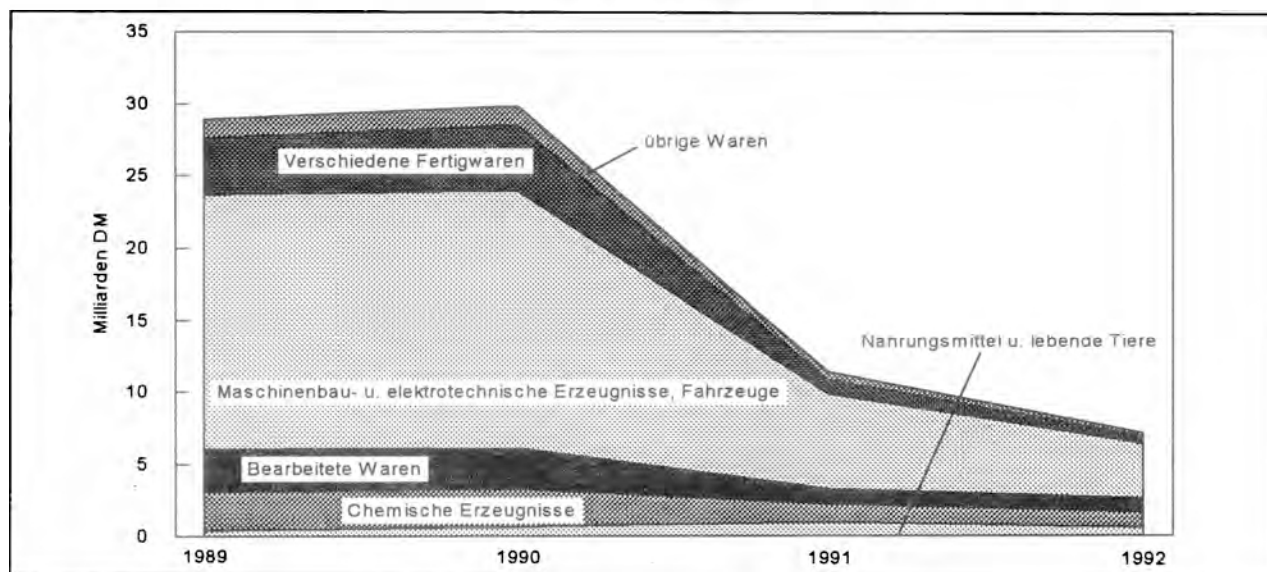 35
30
25
20
15
10
5
0
Milliarden DM
übrige Waren
Verschiedene Fertigwaren
Nahrungsmittel u. lebende Tiere
Maschinenbau- u. elektrotechnische Erzeugnisse, Fahrzeuge
Bearbeitete Waren
Chemische Erzeugnisse
1989
1990
1991
1992